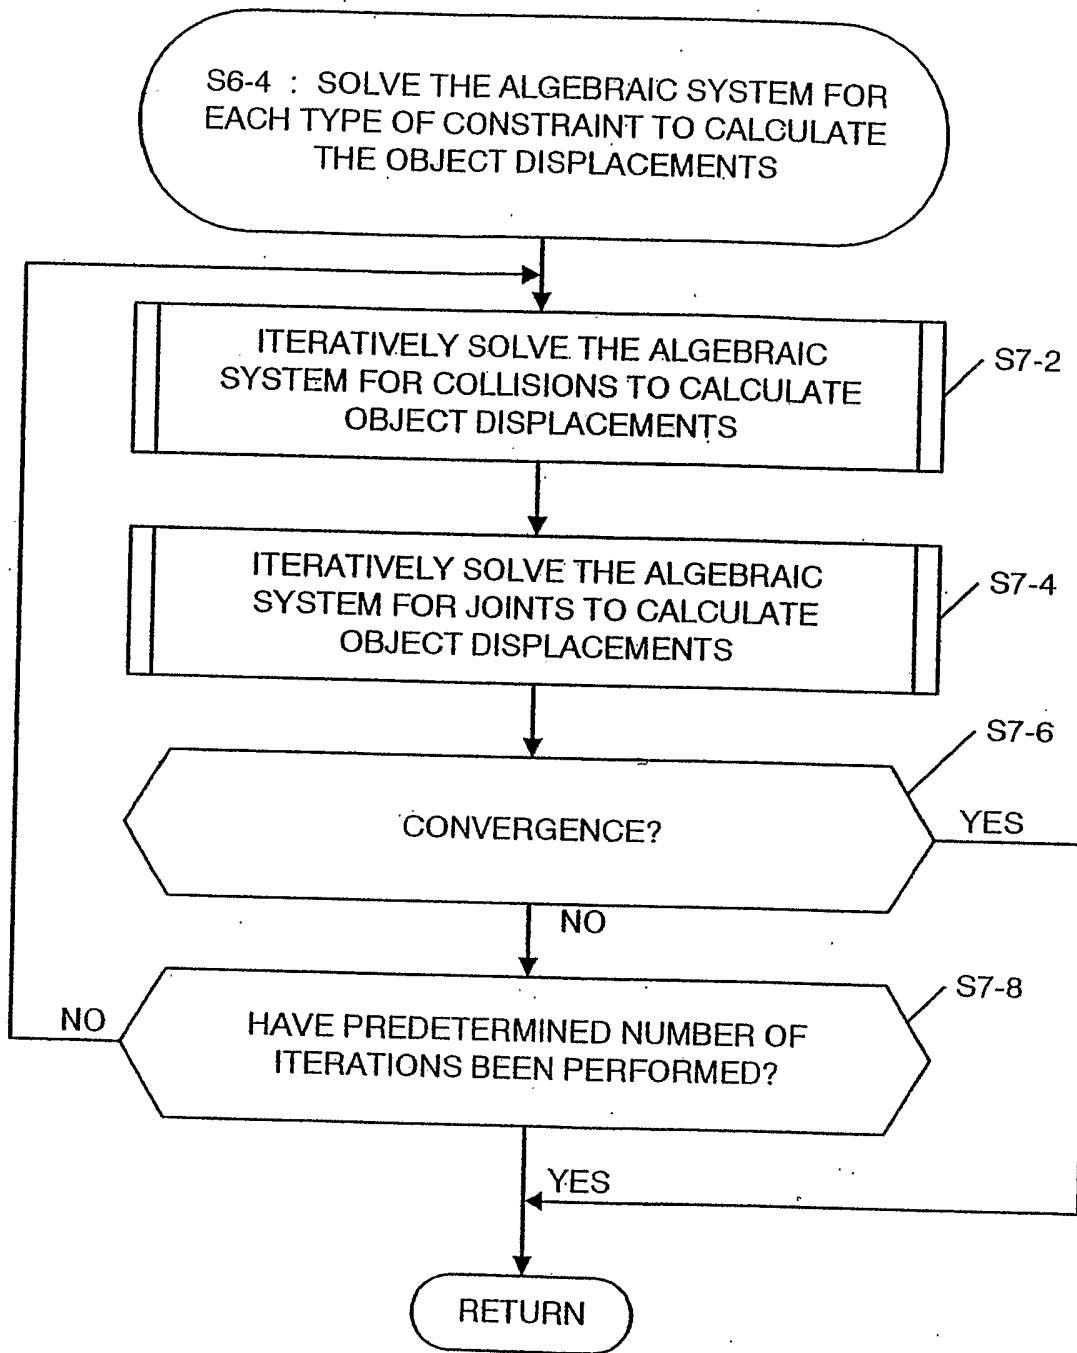 S6-4 : SOLVE THE ALGEBRAIC SYSTEM FOR
EACH TYPE OF CONSTRAINT TO CALCULATE
THE OBJECT DISPLACEMENTS
ITERATIVELY SOLVE THE ALGEBRAIC
SYSTEM FOR COLLISIONS TO CALCULATE
OBJECT DISPLACEMENTS
S7-2
ITERATIVELY SOLVE THE ALGEBRAIC
SYSTEM FOR JOINTS TO CALCULATE
OBJECT DISPLACEMENTS
S7-4
S7-6
CONVERGENCE?
YES
NO
S7-8
NO
HAVE PREDETERMINED NUMBER OF
ITERATIONS BEEN PERFORMED?
YES
RETURN